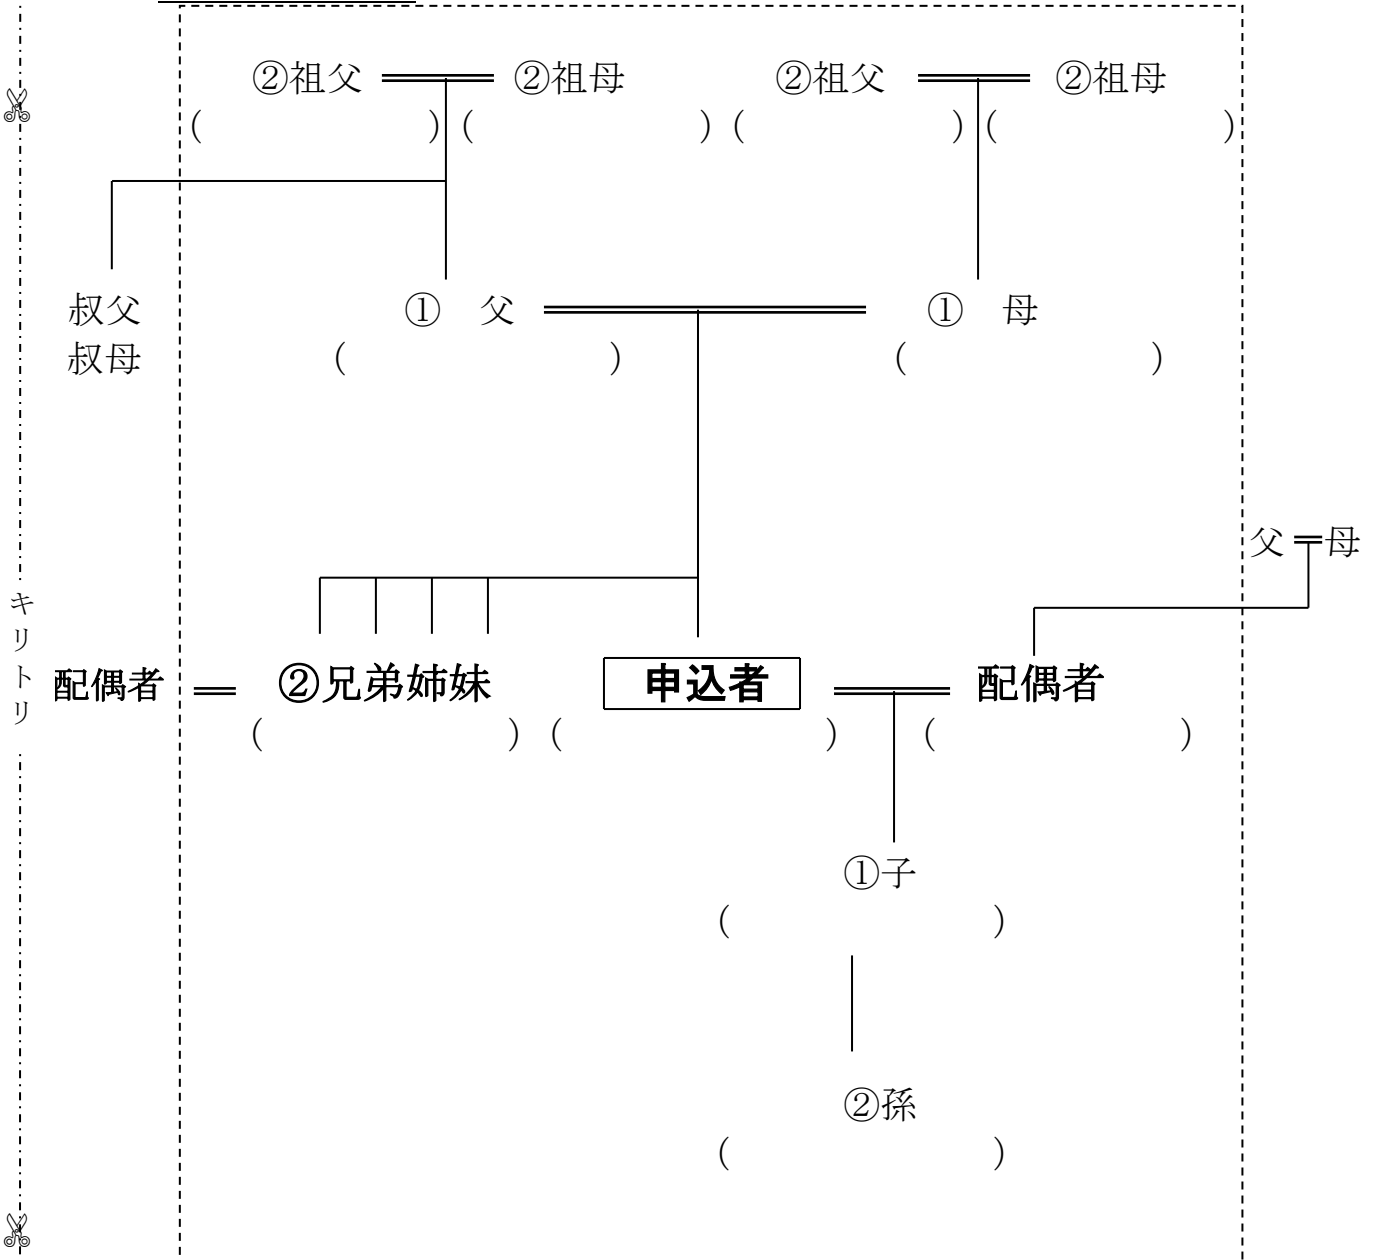 ②祖父 ②祖母 ②祖父 ②祖母
( ) ( ) ( ) ( )
叔父 ① 父 ① 母
叔母 ( ) ( )
父 母
キリトリ
配偶者 ②兄弟姉妹 申込者 配偶者
( ) ( ) ( )
①子
( )
②孫
( )